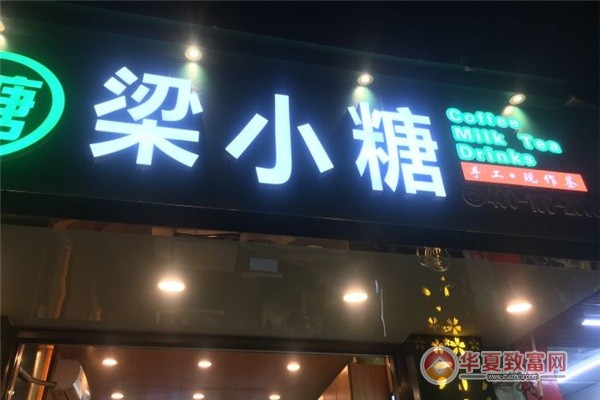 糖
梁小糖
Coffee
Milk Tea
Drinks
手工·现作茶
华夏致富网